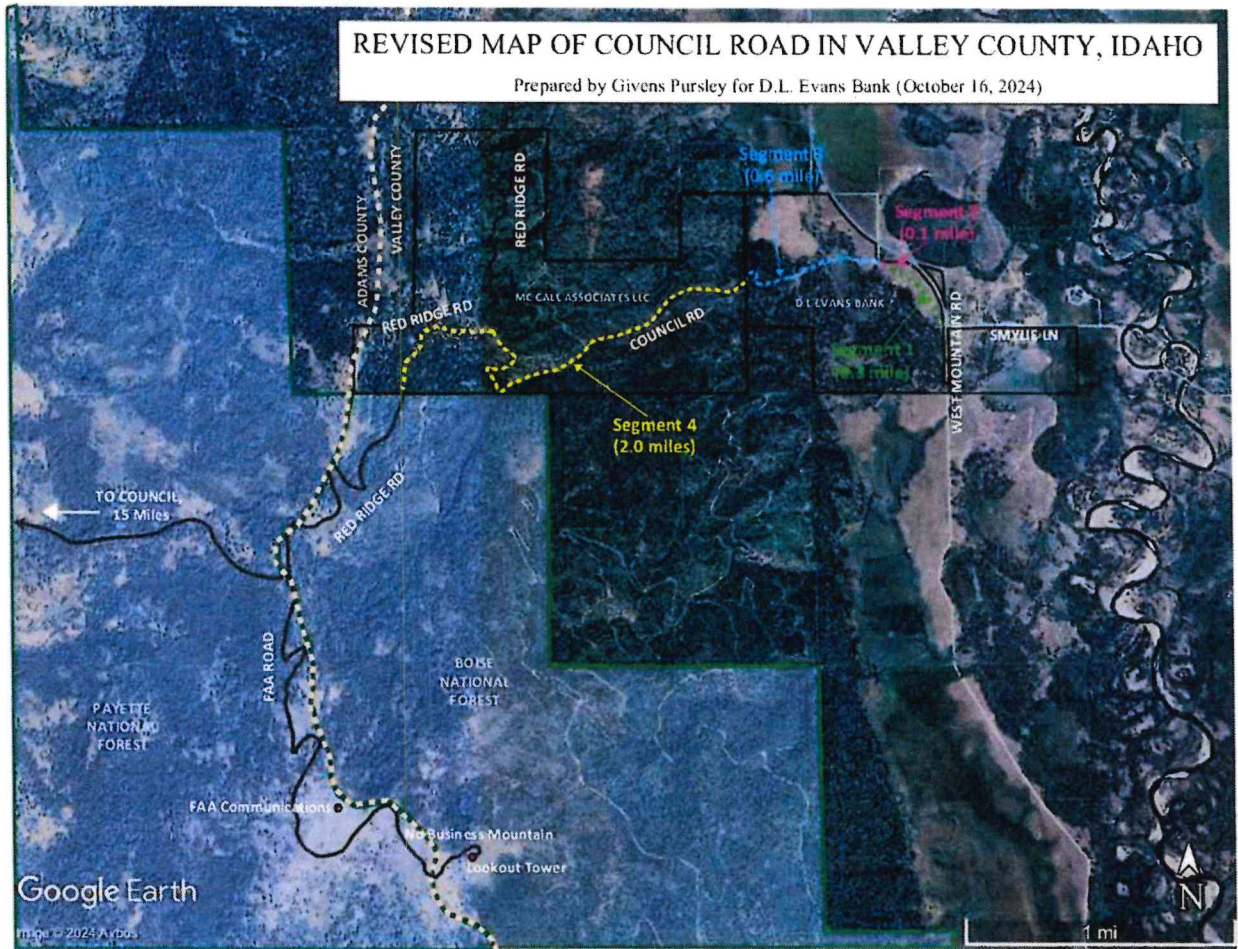 REVISED MAP OF COUNCIL ROAD IN VALLEY COUNTY, IDAHO
Prepared by Givens Pursley for D.L. Evans Bank (October 16, 2024)
ADAMS COUNTY
VALLEY COUNTY
RED RIDGE RD
Segment 3
(0.6 mile)
Segment 2
(0.1 mile)
RED RIDGE RD
MC CALL ASSOCIATES LLC
COUNCIL RD
D L EVANS BANK
WEST MOUNTAIN RD
SMYLIE LN
Segment 1
(0.3 mile)
Segment 4
(2.0 miles)
TO COUNCIL,
15 Miles
RED RIDGE RD
FAA ROAD
BOISE
NATIONAL
FOREST
PAYETTE
NATIONAL
FOREST
FAA Communications
No Business Mountain
Lookout Tower
Google Earth
Image © 2024 Airbus
N
1 mi